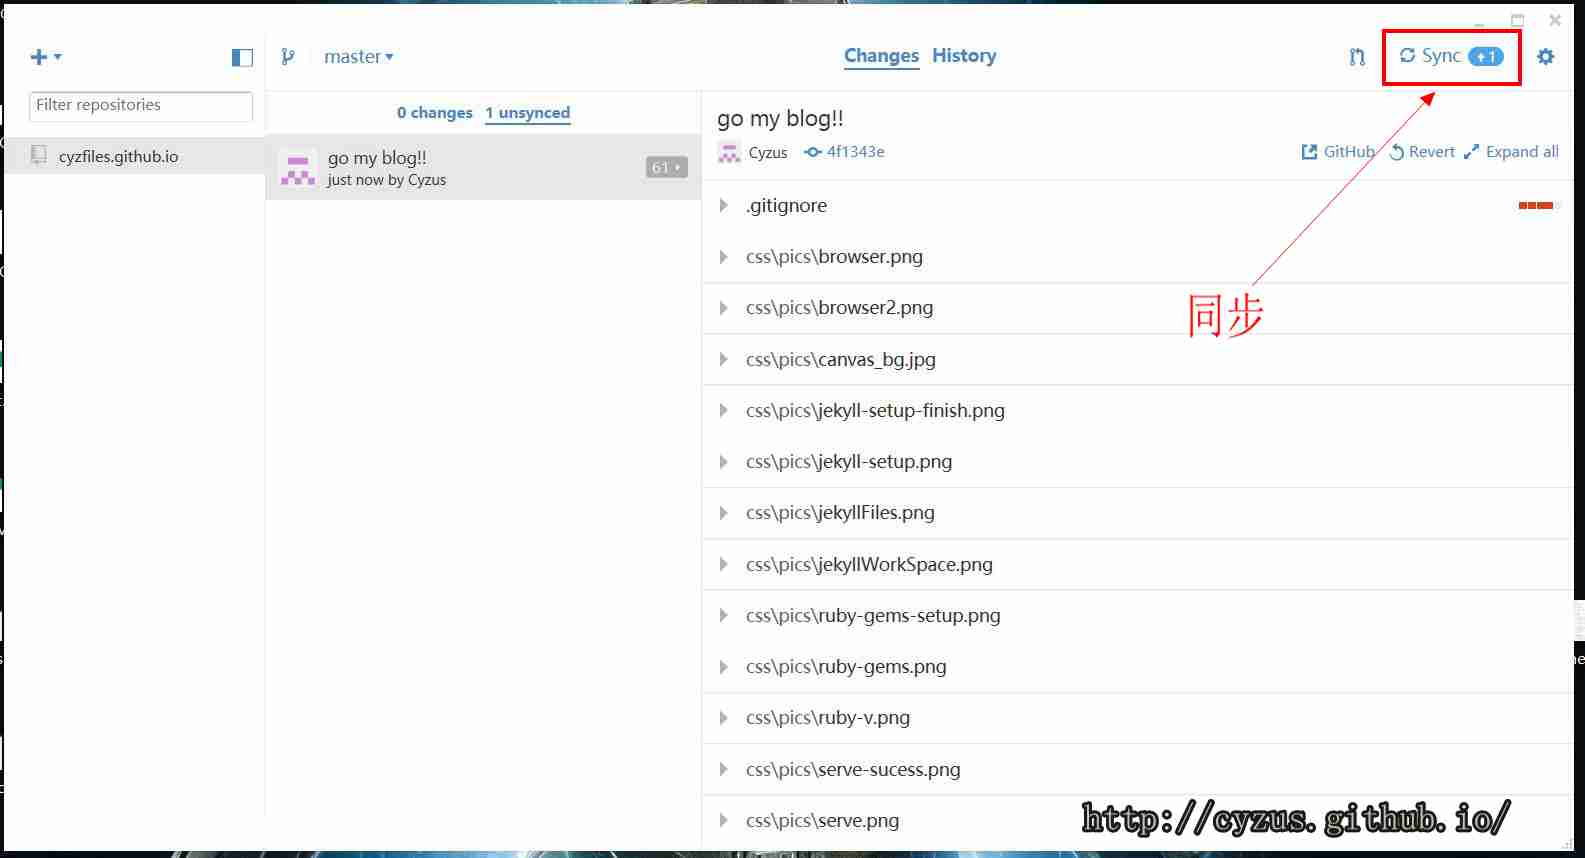 master
Changes History
Sync +1
Filter repositories
0 changes 1 unsynced
cyzfiles.github.io
go my blog!!
just now by Cyzus
61
go my blog!!
Cyzus 4f1343e
GitHub Revert Expand all
.gitignore
css\pics\browser.png
css\pics\browser2.png
同步
css\pics\canvas_bg.jpg
css\pics\jekyll-setup-finish.png
css\pics\jekyll-setup.png
css\pics\jekyllFiles.png
css\pics\jekyllWorkSpace.png
css\pics\ruby-gems-setup.png
css\pics\ruby-gems.png
css\pics\ruby-v.png
css\pics\serve-sucess.png
css\pics\serve.png
http://cyzus.github.io/